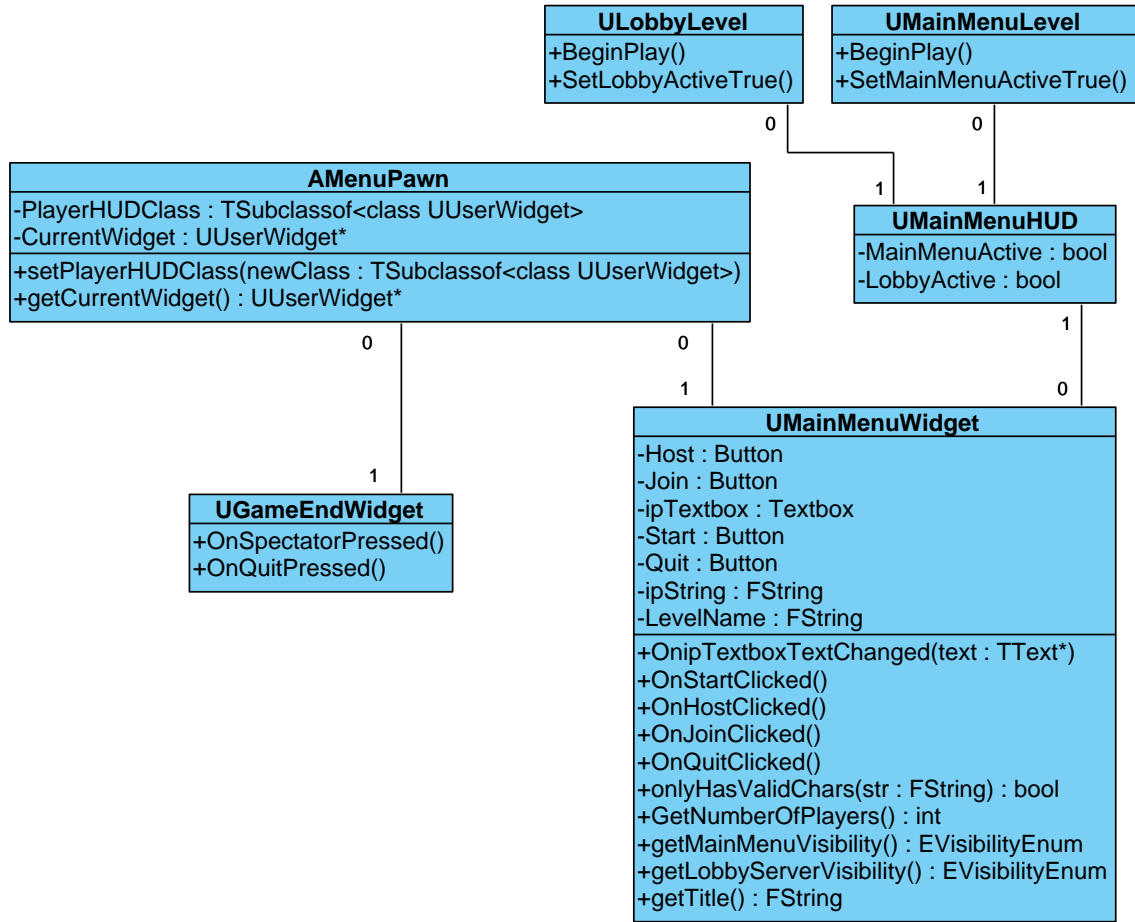 ULobbyLevel
+BeginPlay()
+SetLobbyActiveTrue()
UMainMenuLevel
+BeginPlay()
+SetMainMenuActiveTrue()
0
0
1
1
AMenuPawn
-PlayerHUDClass : TSubclassof<class UUserWidget>
-CurrentWidget : UUserWidget*
+setPlayerHUDClass(newClass : TSubclassof<class UUserWidget>)
+getCurrentWidget() : UUserWidget*
UMainMenuHUD
-MainMenuActive : bool
-LobbyActive : bool
0
0
1
1
1
0
UGameEndWidget
+OnSpectatorPressed()
+OnQuitPressed()
UMainMenuWidget
-Host : Button
-Join : Button
-ipTextbox : Textbox
-Start : Button
-Quit : Button
-ipString : FString
-LevelName : FString
+OnipTextboxTextChanged(text : TText*)
+OnStartClicked()
+OnHostClicked()
+OnJoinClicked()
+OnQuitClicked()
+onlyHasValidChars(str : FString) : bool
+GetNumberOfPlayers() : int
+getMainMenuVisibility() : EVisibilityEnum
+getLobbyServerVisibility() : EVisibilityEnum
+getTitle() : FString